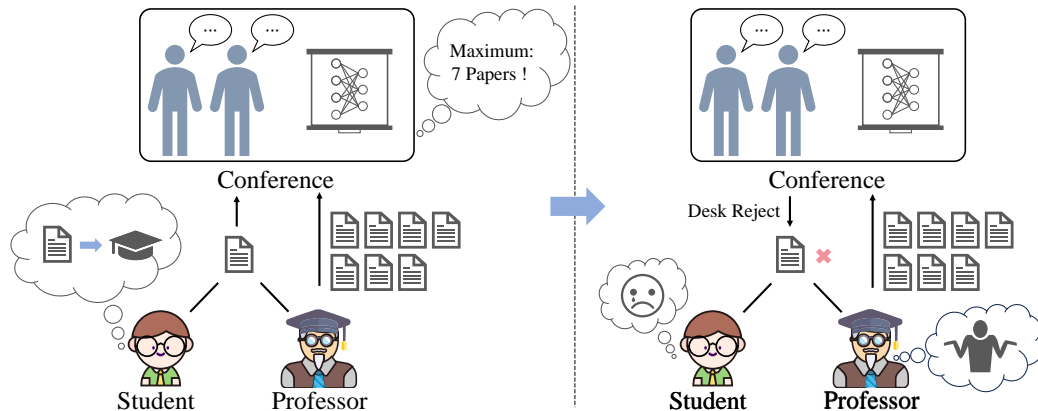 ...
...
Maximum:
7 Papers !
Conference
Student
Professor
...
...
Conference
Desk Reject
Student
Professor